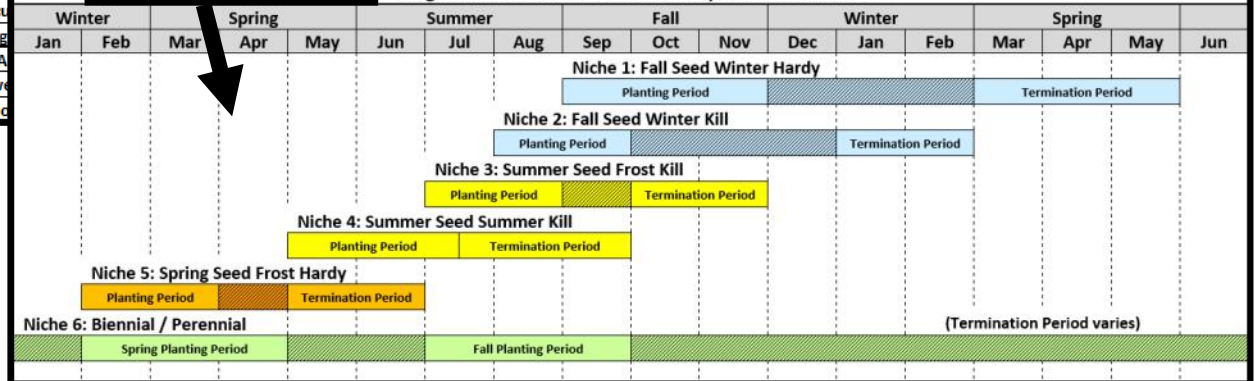 Winter Spring Summer Fall Winter Spring
Jan Feb Mar Apr May Jun Jul Aug Sep Oct Nov Dec Jan Feb Mar Apr May Jun
Niche 1: Fall Seed Winter Hardy
Planting Period Termination Period
Niche 2: Fall Seed Winter Kill
Planting Period Termination Period
Niche 3: Summer Seed Frost Kill
Planting Period Termination Period
Niche 4: Summer Seed Summer Kill
Planting Period Termination Period
Niche 5: Spring Seed Frost Hardy
Planting Period Termination Period
Niche 6: Biennial / Perennial (Termination Period varies)
Spring Planting Period Fall Planting Period